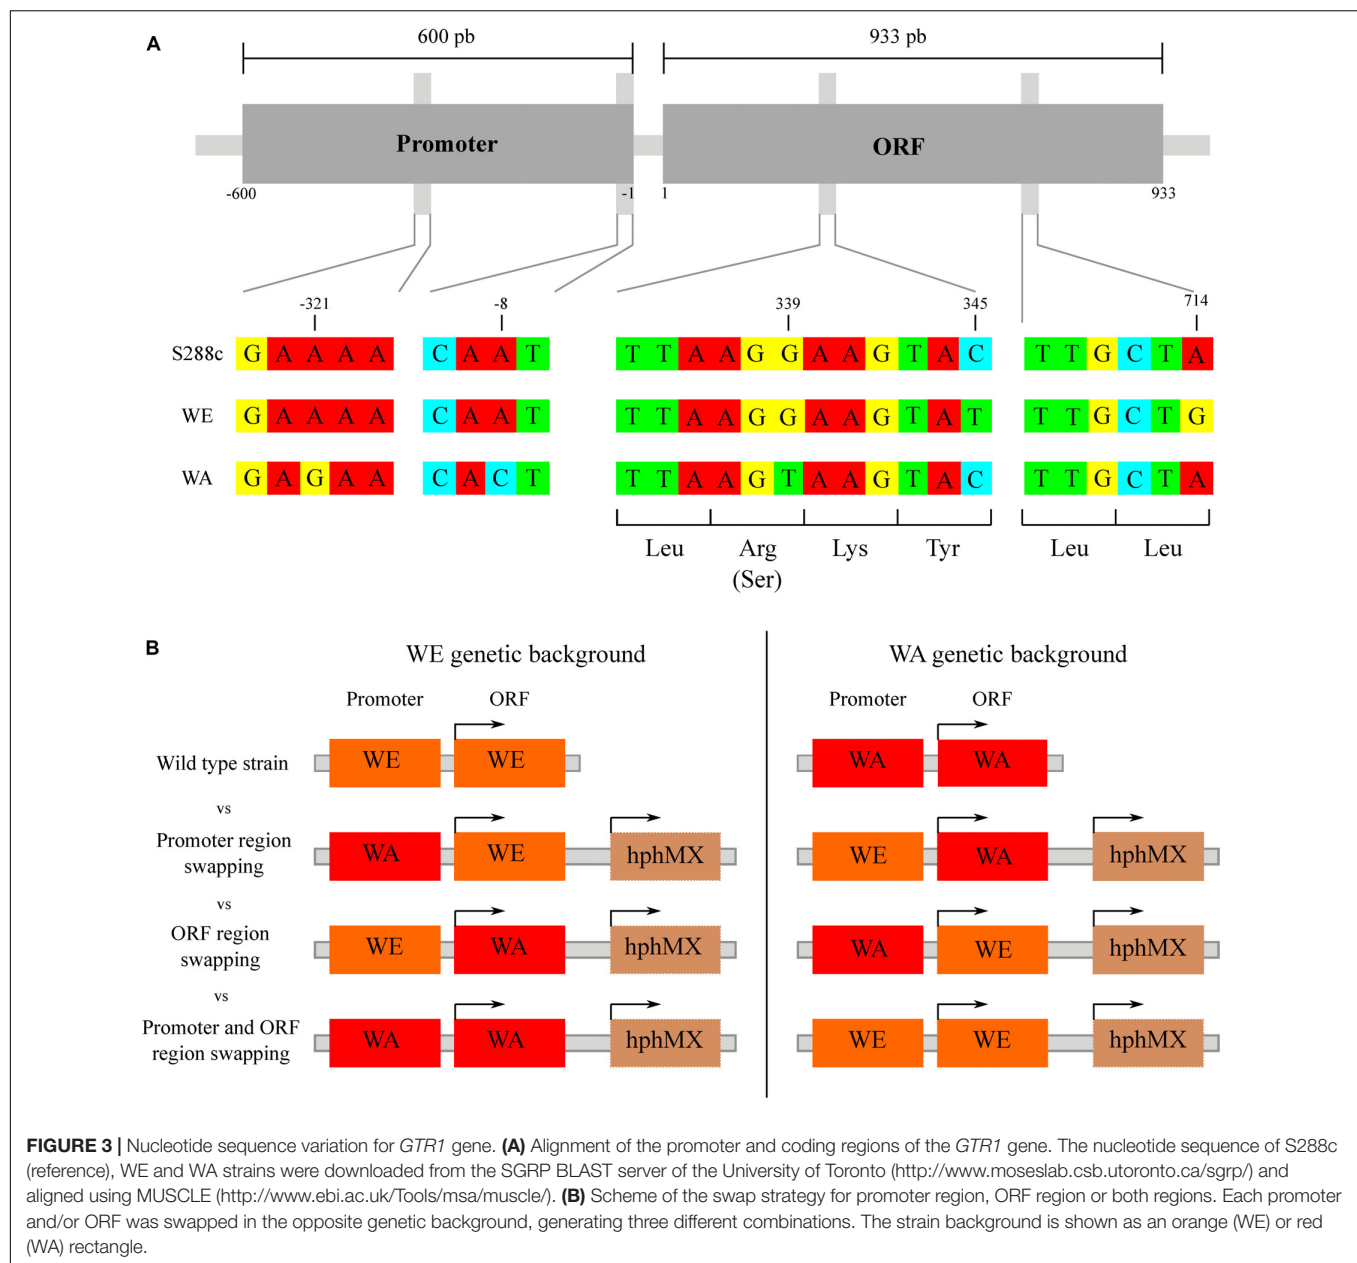 A
600 pb
933 pb
Promoter
ORF
-600
-1
1
933
-321
-8
339
345
714
S288c
G A A A A
C A A T
T T A A G G A A G T A C
T T G C T A
WE
G A A A A
C A A T
T T A A G G A A G T A T
T T G C T G
WA
G A G A A
C A C T
T T A A G T A A G T A C
T T G C T A
Leu
Arg
(Ser)
Lys
Tyr
Leu
Leu
B
WE genetic background
WA genetic background
Promoter
ORF
Promoter
ORF
Wild type strain
WE
WE
WA
WA
vs
Promoter region
swapping
WA
WE
hphMX
WE
WA
hphMX
vs
ORF region
swapping
WE
WA
hphMX
WA
WE
hphMX
vs
Promoter and ORF
region swapping
WA
WA
hphMX
WE
WE
hphMX
FIGURE 3 | Nucleotide sequence variation for GTR1 gene. (A) Alignment of the promoter and coding regions of the GTR1 gene. The nucleotide sequence of S288c
(reference), WE and WA strains were downloaded from the SGRP BLAST server of the University of Toronto (http://www.moseslab.csb.utoronto.ca/sgrp/) and
aligned using MUSCLE (http://www.ebi.ac.uk/Tools/msa/muscle/). (B) Scheme of the swap strategy for promoter region, ORF region or both regions. Each promoter
and/or ORF was swapped in the opposite genetic background, generating three different combinations. The strain background is shown as an orange (WE) or red
(WA) rectangle.